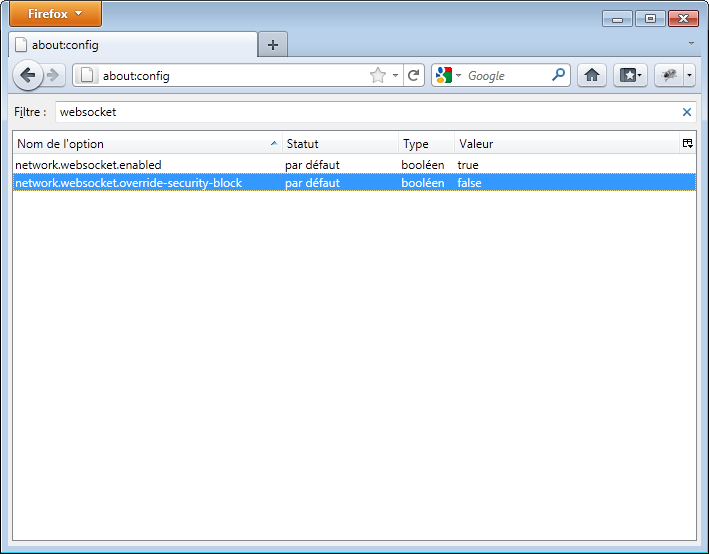 Firefox
about:config
about:config
Google
Filtre :
websocket
Nom de l'option Statut Type Valeur
network.websocket.enabled par défaut booléen true
network.websocket.override-security-block par défaut booléen false